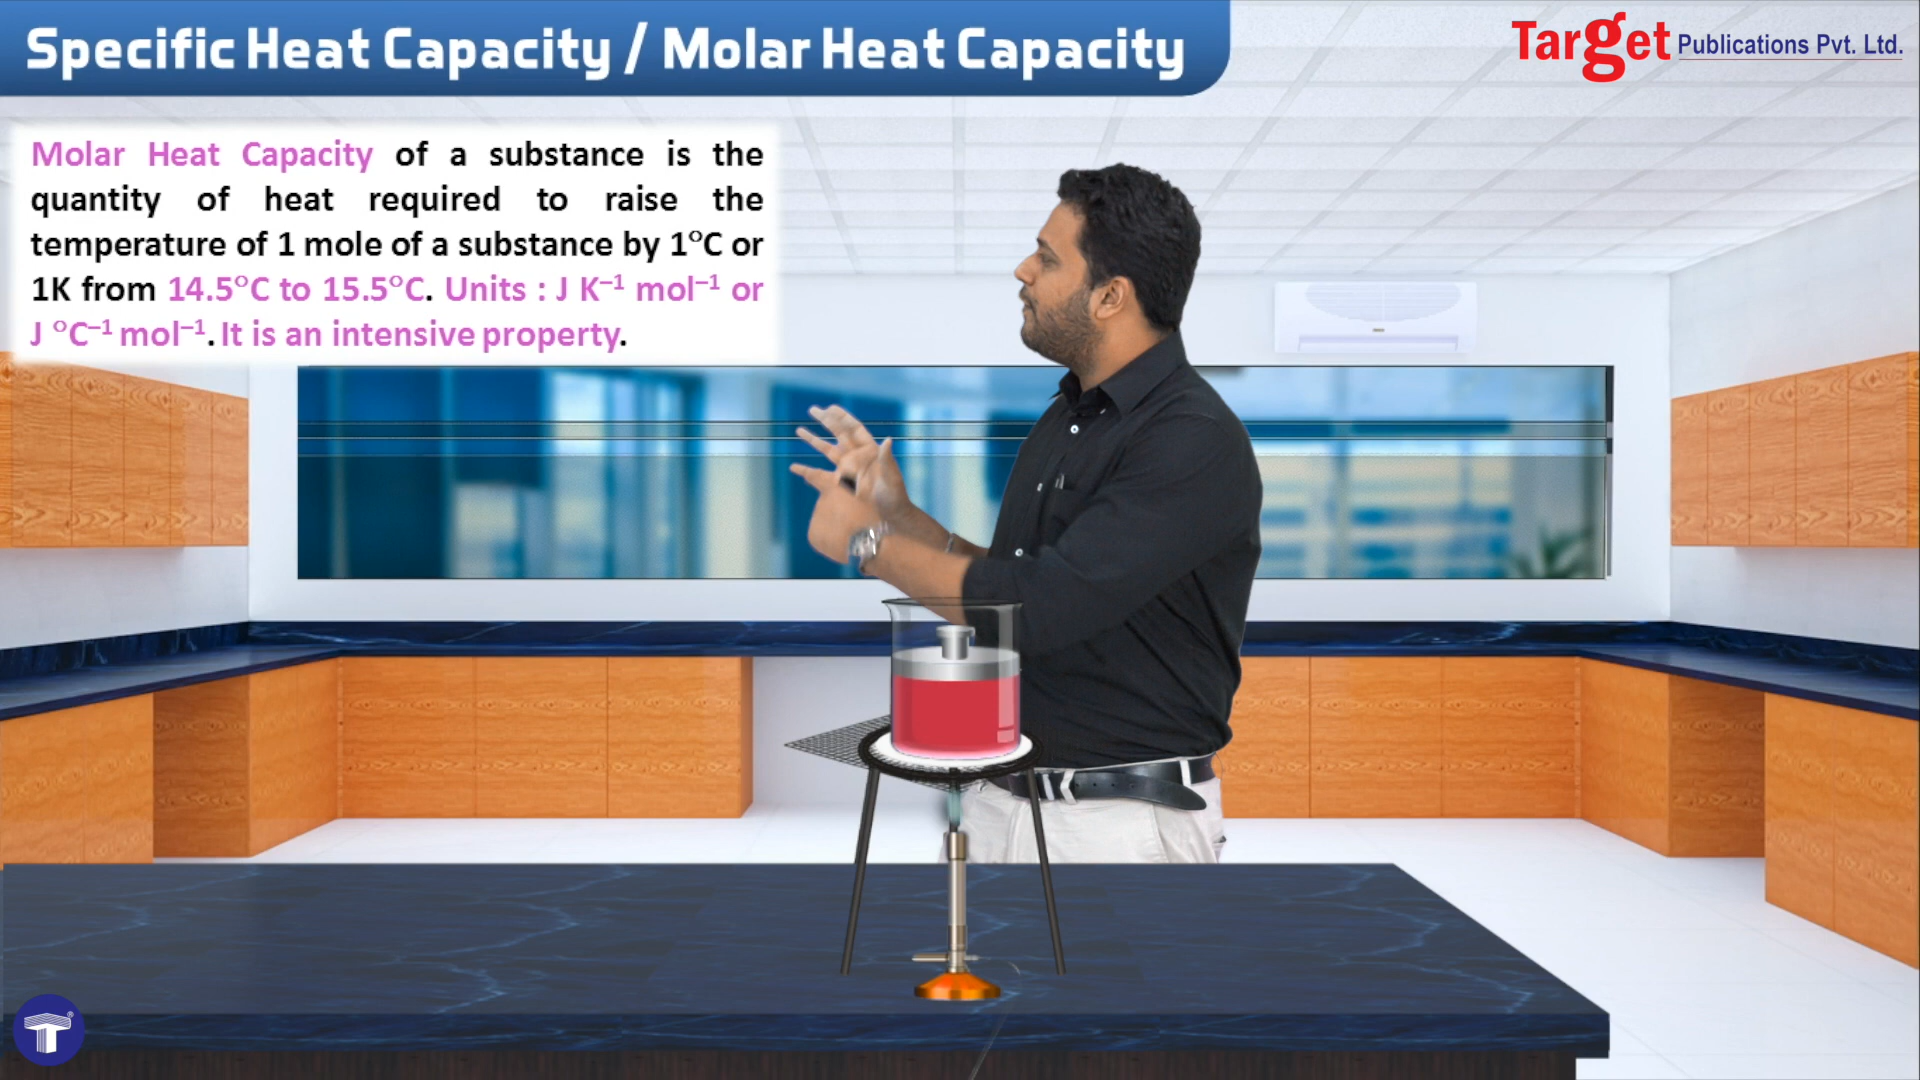 Specific Heat Capacity / Molar Heat Capacity
Target Publications Pvt. Ltd.
Molar Heat Capacity of a substance is the
quantity of heat required to raise the
temperature of 1 mole of a substance by 1°C or
1K from 14.5°C to 15.5°C. Units : J K⁻¹ mol⁻¹ or
J °C⁻¹ mol⁻¹. It is an intensive property.
T®